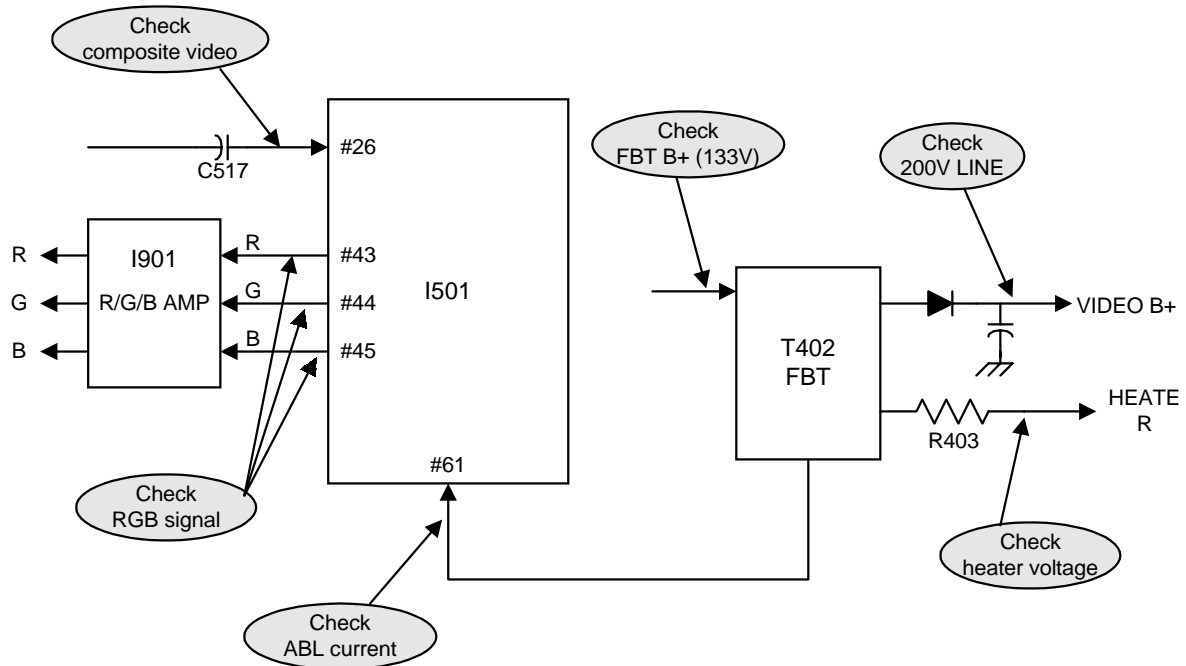 Check
composite video
#26
C517
Check
FBT B+ (133V)
Check
200V LINE
R
G
B
I901
R/G/B AMP
R
G
B
#43
#44
#45
I501
T402
FBT
VIDEO B+
HEATE
R
R403
#61
Check
RGB signal
Check
heater voltage
Check
ABL current